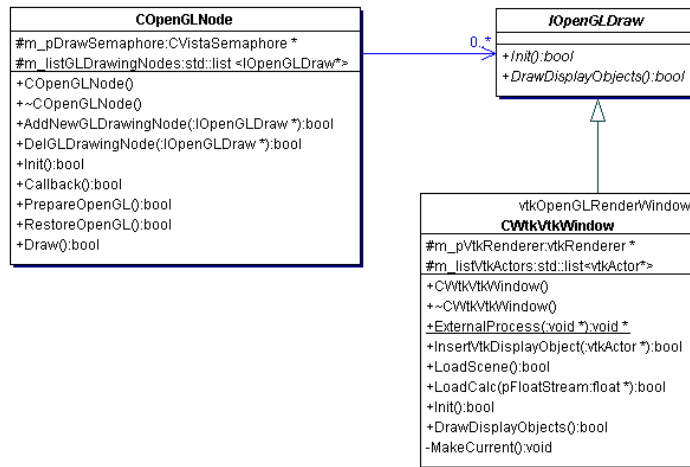 COpenGLNode
#m_pDrawSemaphore:CVistaSemaphore *
#m_listGLDrawingNodes:std::list <IOpenGLDraw*>
+COpenGLNode()
+~COpenGLNode()
+AddNewGLDrawingNode(:IOpenGLDraw *):bool
+DelGLDrawingNode(:IOpenGLDraw *):bool
+Init():bool
+Callback():bool
+PrepareOpenGL():bool
+RestoreOpenGL():bool
+Draw():bool
0..*
IOpenGLDraw
+Init():bool
+DrawDisplayObjects():bool
vtkOpenGLRenderWindow
CWtkVtkWindow
#m_pVtkRenderer:vtkRenderer *
#m_listVtkActors:std::list<vtkActor*>
+CWtkVtkWindow()
+~CWtkVtkWindow()
+ExternalProcess(:void *):void *
+InsertVtkDisplayObject(:vtkActor *):bool
+LoadScene():bool
+LoadCalc(pFloatStream:float *):bool
+Init():bool
+DrawDisplayObjects():bool
-MakeCurrent():void